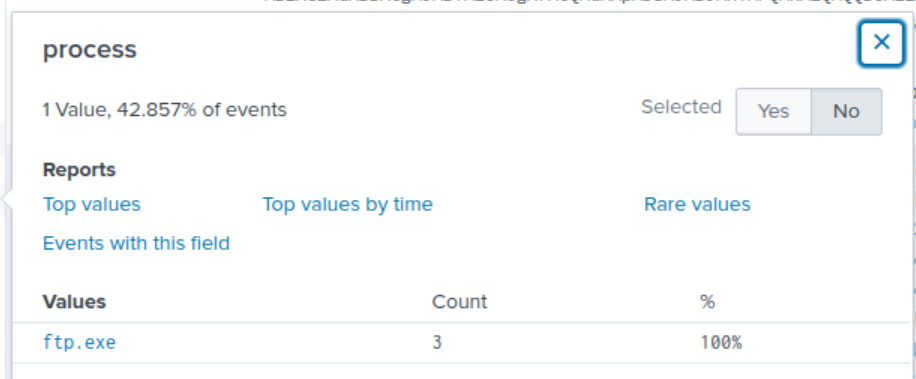 process
1 Value, 42.857% of events Selected Yes No
Reports
Top values Top values by time Rare values
Events with this field
Values Count %
ftp.exe 3 100%